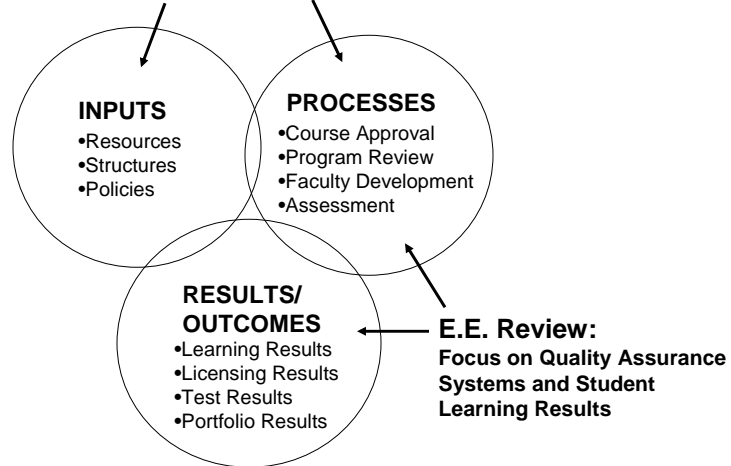 INPUTS
•Resources
•Structures
•Policies
PROCESSES
•Course Approval
•Program Review
•Faculty Development
•Assessment
RESULTS/
OUTCOMES
•Learning Results
•Licensing Results
•Test Results
•Portfolio Results
E.E. Review:
Focus on Quality Assurance
Systems and Student
Learning Results